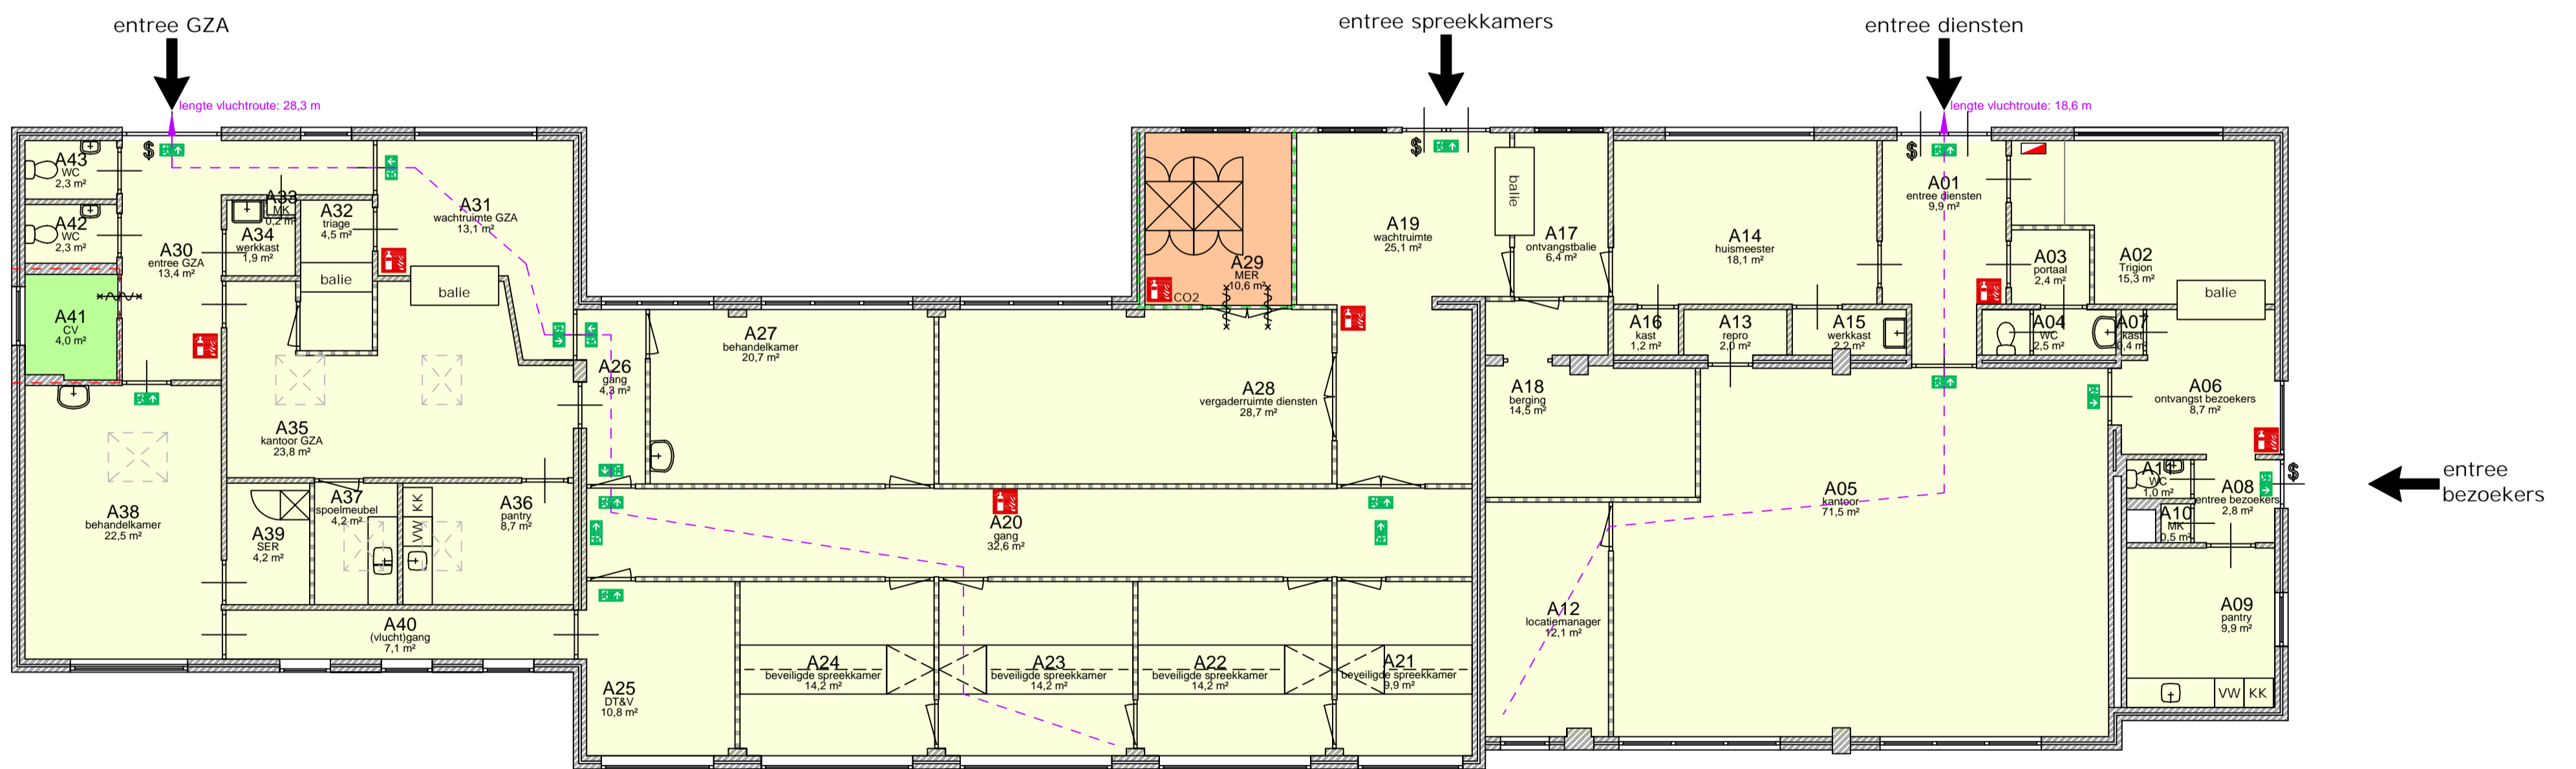 entree GZA
entree spreekkamers
entree diensten
lengte vluchtroute: 28,3 m
lengte vluchtroute: 18,6 m
A43
WC
2,3 m²
A42
WC
2,3 m²
A30
entree GZA
13,4 m²
A33
MK
0,2 m²
A34
werkkast
1,9 m²
A32
triage
4,5 m²
balie
A31
wachtruimte GZA
13,1 m²
balie
A41
CV
4,0 m²
A29
MER
10,6 m²
CO2
A19
wachtruimte
25,1 m²
balie
A17
ontvangstbalie
6,4 m²
A14
huismeester
18,1 m²
A01
entree diensten
9,9 m²
A03
portaal
2,4 m²
A02
Trigion
15,3 m²
balie
A16
kast
1,2 m²
A13
repro
2,0 m²
A15
werkkast
2,2 m²
A04
WC
2,5 m²
A07
kast
0,4 m²
A26
gang
4,3 m²
A27
behandelkamer
20,7 m²
A28
vergaderruimte diensten
28,7 m²
A18
berging
14,5 m²
A06
ontvangst bezoekers
8,7 m²
A35
kantoor GZA
23,8 m²
A38
behandelkamer
22,5 m²
A39
SER
4,2 m²
A37
spoelmeubel
4,2 m²
VW KK
A36
pantry
8,7 m²
A20
gang
32,6 m²
A05
kantoor
71,5 m²
A11
WC
1,0 m²
A08
entree bezoekers
2,8 m²
A10
MK
0,5 m²
entree
bezoekers
A40
(vlucht)gang
7,1 m²
A25
DT&V
10,8 m²
A24
beveiligde spreekkamer
14,2 m²
A23
beveiligde spreekkamer
14,2 m²
A22
beveiligde spreekkamer
14,2 m²
A21
beveiligde spreekkamer
9,9 m²
A12
locatiemanager
12,1 m²
A09
pantry
9,9 m²
VW KK